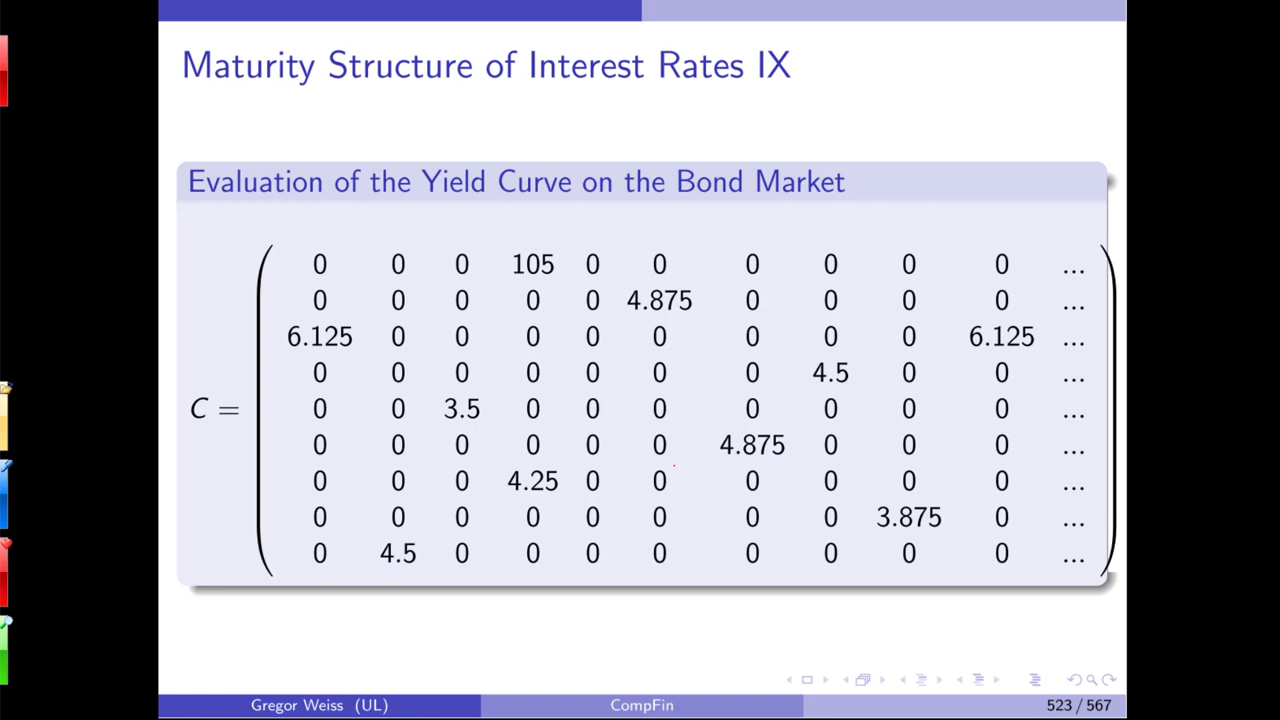 Maturity Structure of Interest Rates IX
Evaluation of the Yield Curve on the Bond Market
0 0 0 105 0 0 0 0 0 0 ...
0 0 0 0 0 4.875 0 0 0 0 ...
6.125 0 0 0 0 0 0 0 0 6.125 ...
0 0 0 0 0 0 0 4.5 0 0 ...
C = 0 0 3.5 0 0 0 0 0 0 0 ...
0 0 0 0 0 0 4.875 0 0 0 ...
0 0 0 4.25 0 0 0 0 0 0 ...
0 0 0 0 0 0 0 0 3.875 0 ...
0 4.5 0 0 0 0 0 0 0 0 ...
Gregor Weiss (UL) CompFin 523 / 567